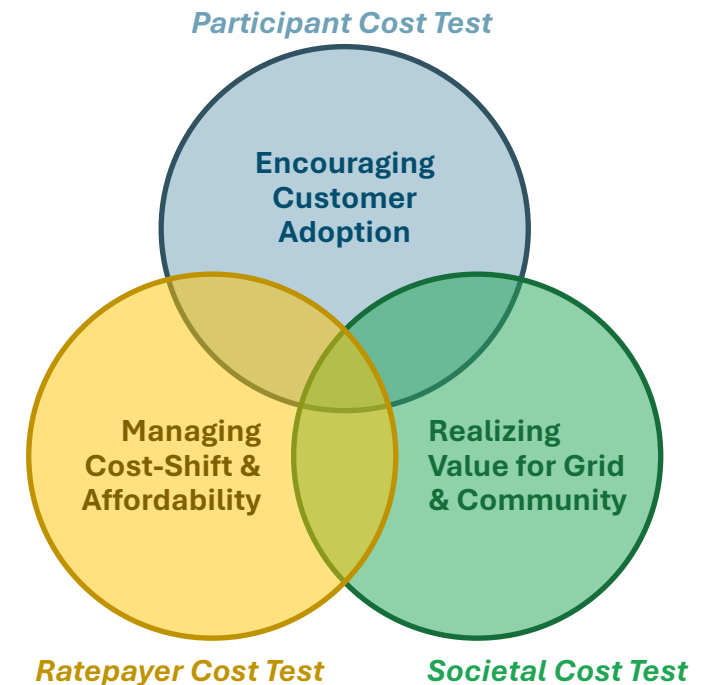 Participant Cost Test
Encouraging
Customer
Adoption
Managing
Cost-Shift &
Affordability
Realizing
Value for Grid
& Community
Ratepayer Cost Test
Societal Cost Test